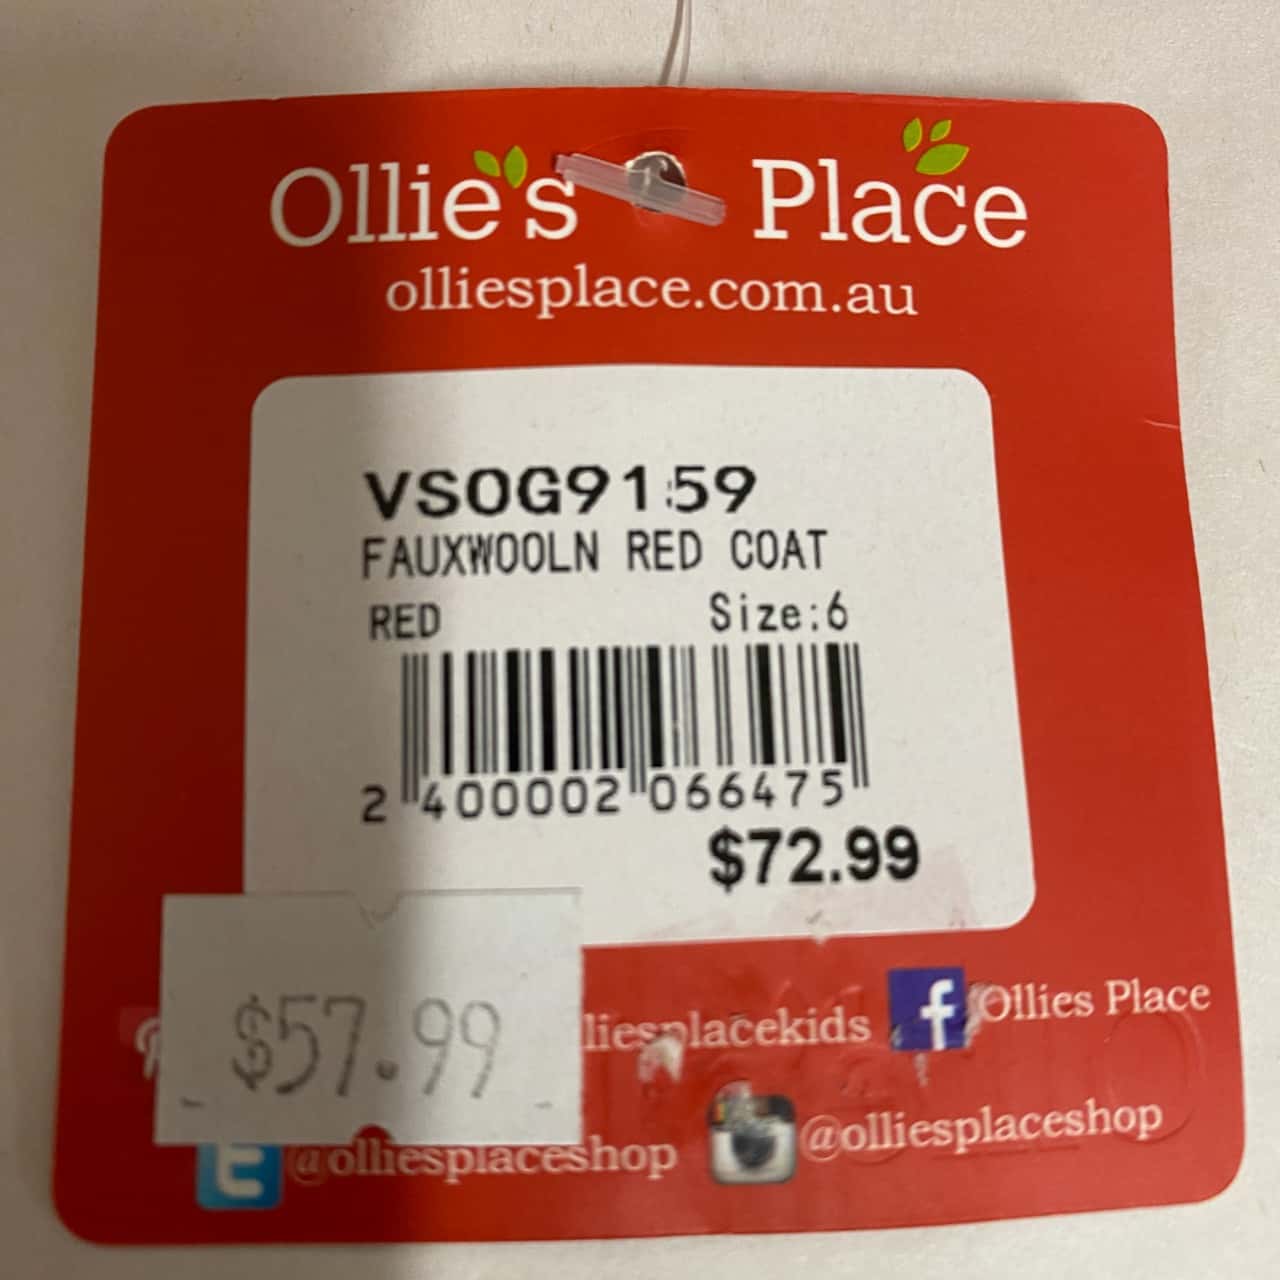 Ollie's Place
olliesplace.com.au
VSOG9159
FAUXWOOLN RED COAT
RED Size:6
2 400002 066475
$72.99
$57.99
liesplacekids
f Ollies Place
t @olliesplaceshop
@olliesplaceshop